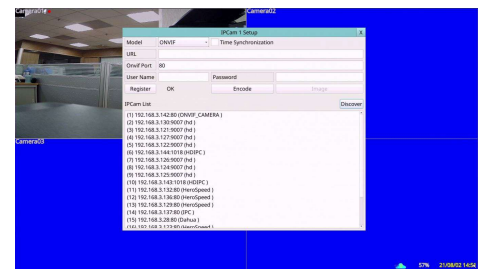 Camera01
Camera02
IPCam 1 Setup X
Model ONVIF Time Synchronization
URL
Onvif Port 80
User Name Password
Register OK Encode Image
IPCam List Discover
(1) 192.168.3.142:80 (ONVIF_CAMERA )
(2) 192.168.3.130:9007 (hd )
(3) 192.168.3.121:9007 (hd )
(4) 192.168.3.127:9007 (hd )
(5) 192.168.3.122:9007 (hd )
(6) 192.168.3.144:1018 (HDIPC )
(7) 192.168.3.126:9007 (hd )
(8) 192.168.3.124:9007 (hd )
(9) 192.168.3.125:9007 (hd )
(10) 192.168.3.143:1018 (HDIPC )
(11) 192.168.3.132:80 (HeroSpeed )
(12) 192.168.3.136:80 (HeroSpeed )
(13) 192.168.3.129:80 (HeroSpeed )
(14) 192.168.3.137:80 (IPC )
(15) 192.168.3.28:80 (Dahua )
(16) 192.168.3.123:80 (HeroSpeed )
Camera03
57% 21/08/02 14:54